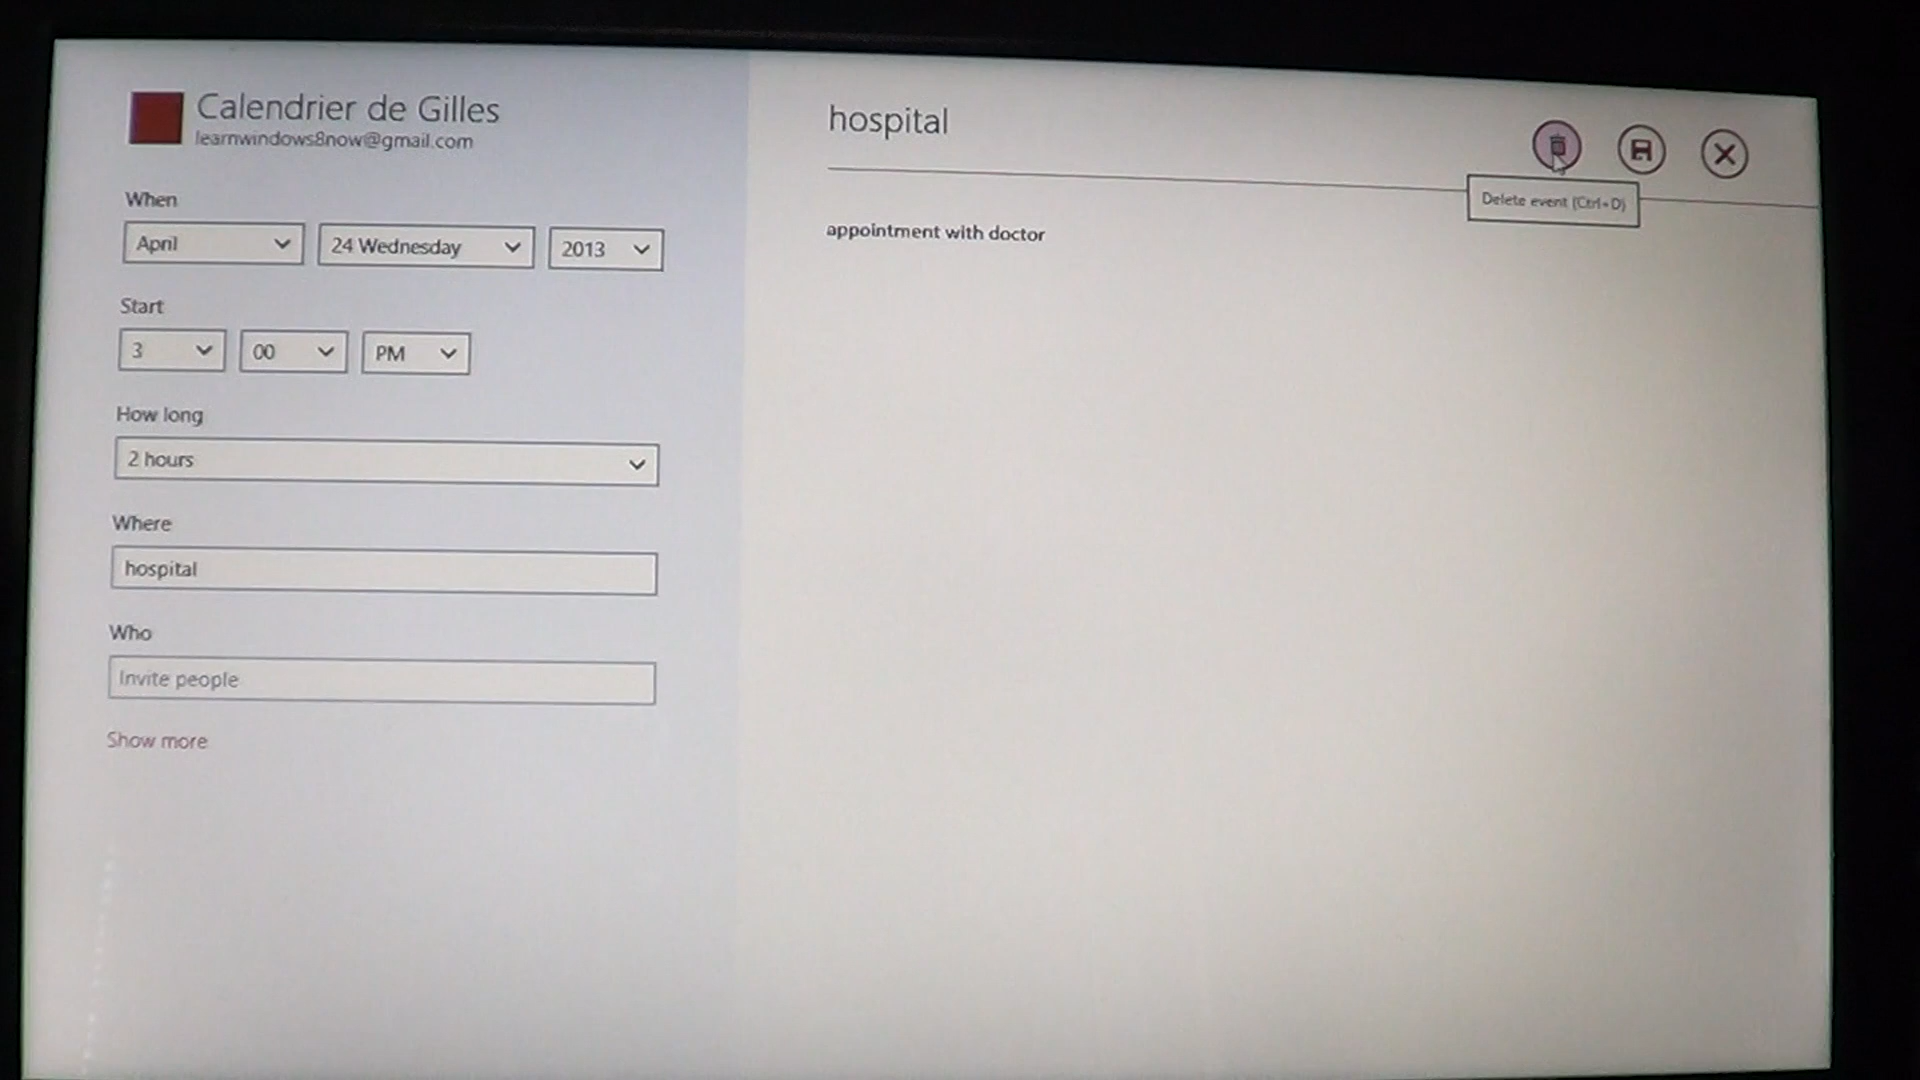 Calendrier de Gilles
learnwindows8now@gmail.com
When
April
24 Wednesday
2013
Start
3
00
PM
How long
2 hours
Where
hospital
Who
Invite people
Show more
hospital
Delete event (Ctrl+D)
appointment with doctor